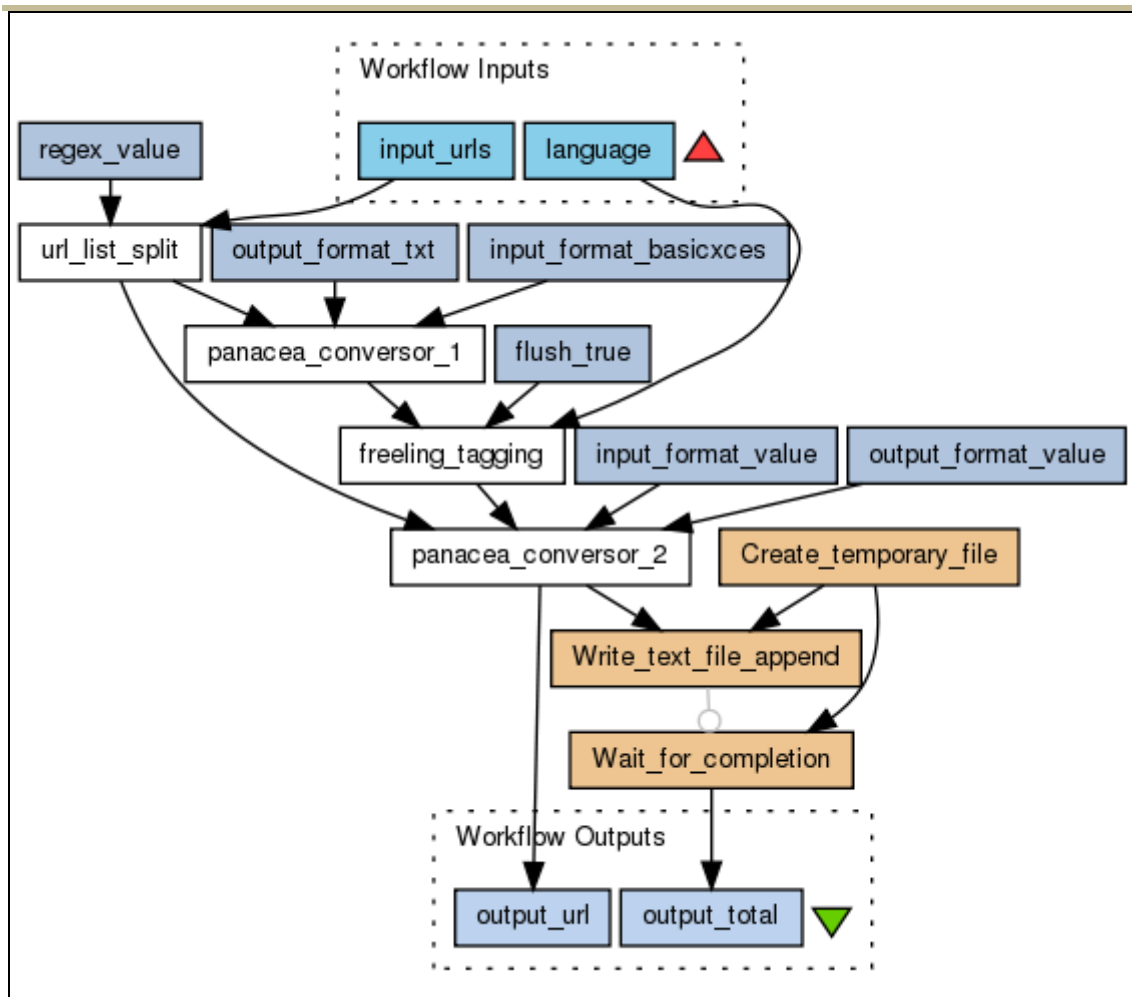 Workflow Inputs
regex_value
input_urls
language
url_list_split
output_format_txt
input_format_basicxces
panacea_conversor_1
flush_true
freeling_tagging
input_format_value
output_format_value
panacea_conversor_2
Create_temporary_file
Write_text_file_append
Wait_for_completion
Workflow Outputs
output_url
output_total